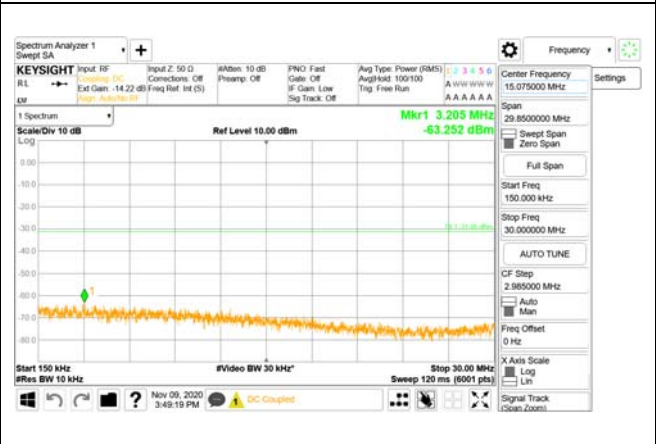 Spectrum Analyzer 1
Swept SA
Frequency
KEYSIGHT
RL
Input: RF
Coupling: DC
Ext Gain: -14.22 dB
Align: Auto/No RF
Input Z: 50 Ω
Corrections: Off
Freq Ref: Int (S)
#Atten: 10 dB
Preamp: Off
PNO: Fast
Gate: Off
IF Gain: Low
Sig Track: Off
Avg Type: Power (RMS)
Avg|Hold: 100/100
Trig: Free Run
1 2 3 4 5 6
A W W W W W
A A A A A A
1 Spectrum
Scale/Div 10 dB
Log
Ref Level 10.00 dBm
Mkr1 3.205 MHz
-63.252 dBm
0.00
-10.0
-20.0
-30.0
-40.0
-50.0
-60.0
-70.0
-80.0
1
Start 150 kHz
#Res BW 10 kHz
#Video BW 30 kHz*
Stop 30.00 MHz
Sweep 120 ms (6001 pts)
Nov 09, 2020
3:49:19 PM
DC Coupled
Center Frequency
15.075000 MHz
Settings
Span
29.8500000 MHz
Swept Span
Zero Span
Full Span
Start Freq
150.000 kHz
Stop Freq
30.000000 MHz
AUTO TUNE
CF Step
2.985000 MHz
Auto
Man
Freq Offset
0 Hz
X Axis Scale
Log
Lin
Signal Track
(Span Zoom)